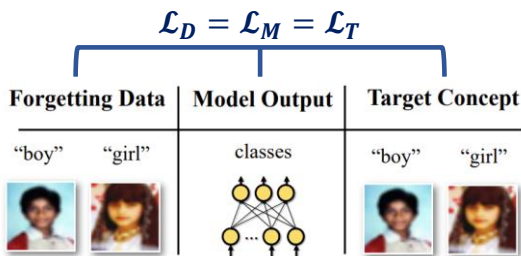 𝓛_D = 𝓛_M = 𝓛_T
Forgetting Data Model Output Target Concept
“boy” “girl” classes “boy” “girl”
...